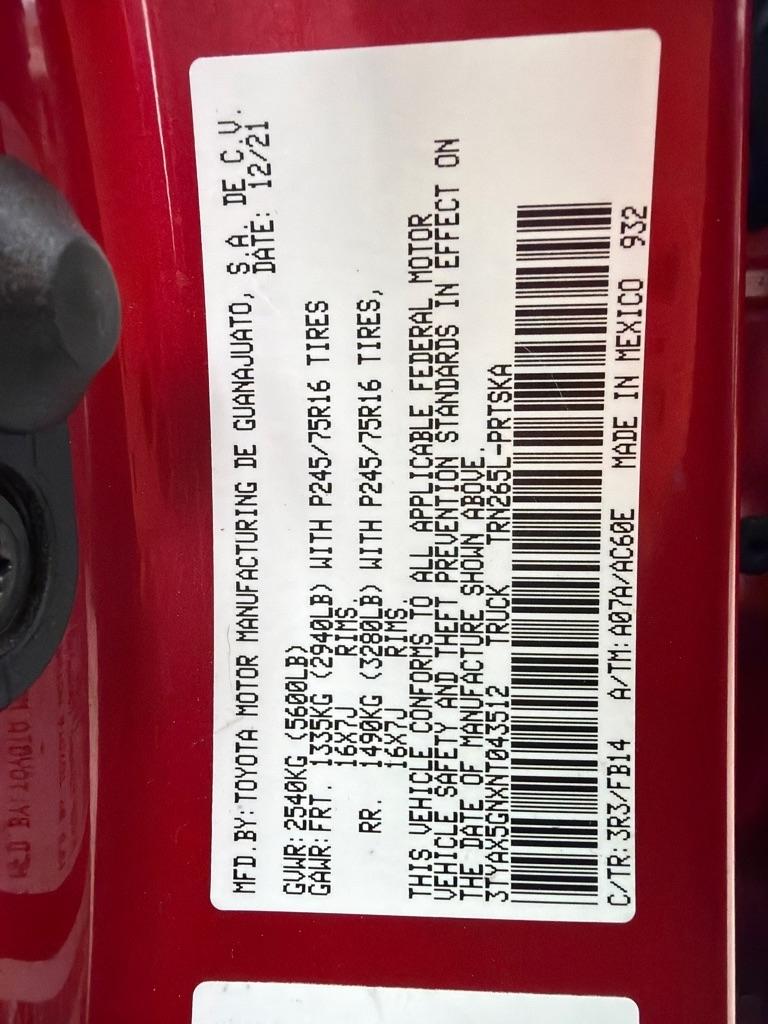 MFD.BY:TOYOTA MOTOR MANUFACTURING DE GUANAJUATO, S.A. DE C.V.
DATE: 12/21
GVWR:2540KG (5600LB)
GAWR:FRT. 1335KG (2940LB) WITH P245/75R16 TIRES
16X7J RIMS.
RR. 1490KG (3280LB) WITH P245/75R16 TIRES,
16X7J RIMS.
THIS VEHICLE CONFORMS TO ALL APPLICABLE FEDERAL MOTOR
VEHICLE SAFETY AND THEFT PREVENTION STANDARDS IN EFFECT ON
THE DATE OF MANUFACTURE SHOWN ABOVE.
3TYAX5GNXNT043512 TRUCK TRN265L-PRTSKA
C/TR:3R3/FB14 A/TM:A07A/AC60E MADE IN MEXICO 932